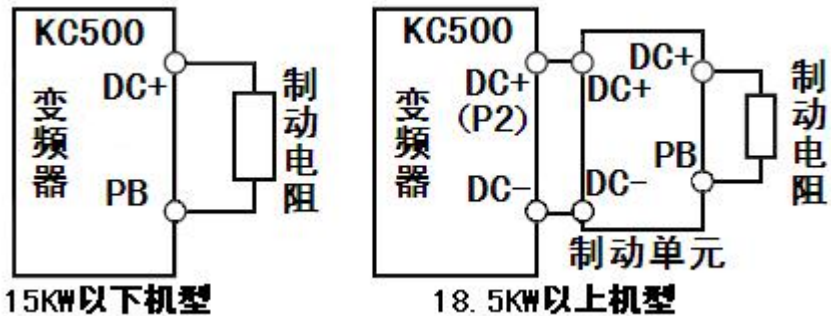 KC500
变频器
DC+
PB
制动电阻
15KW以下机型
KC500
变频器
DC+
(P2)
DC-
DC+
DC-
DC+
PB
制动单元
制动电阻
18.5KW以上机型